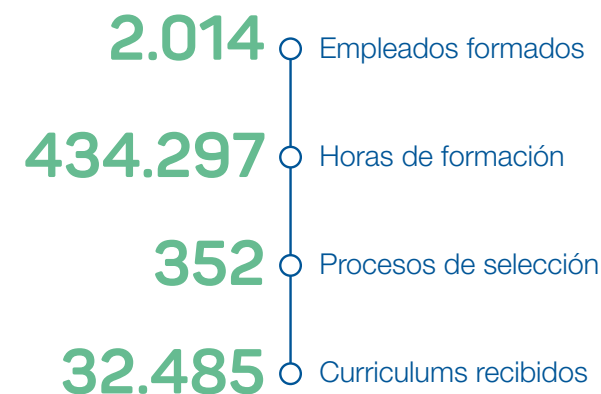 2.014 Empleados formados
434.297 Horas de formación
352 Procesos de selección
32.485 Curriculums recibidos